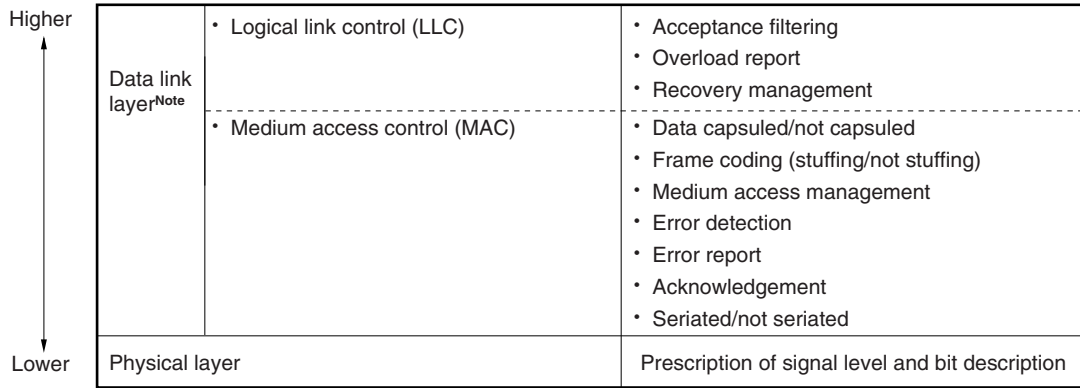 Higher
Data link
layerNote
• Logical link control (LLC)
• Acceptance filtering
• Overload report
• Recovery management
• Medium access control (MAC)
• Data capsuled/not capsuled
• Frame coding (stuffing/not stuffing)
• Medium access management
• Error detection
• Error report
• Acknowledgement
• Seriated/not seriated
Lower
Physical layer
Prescription of signal level and bit description